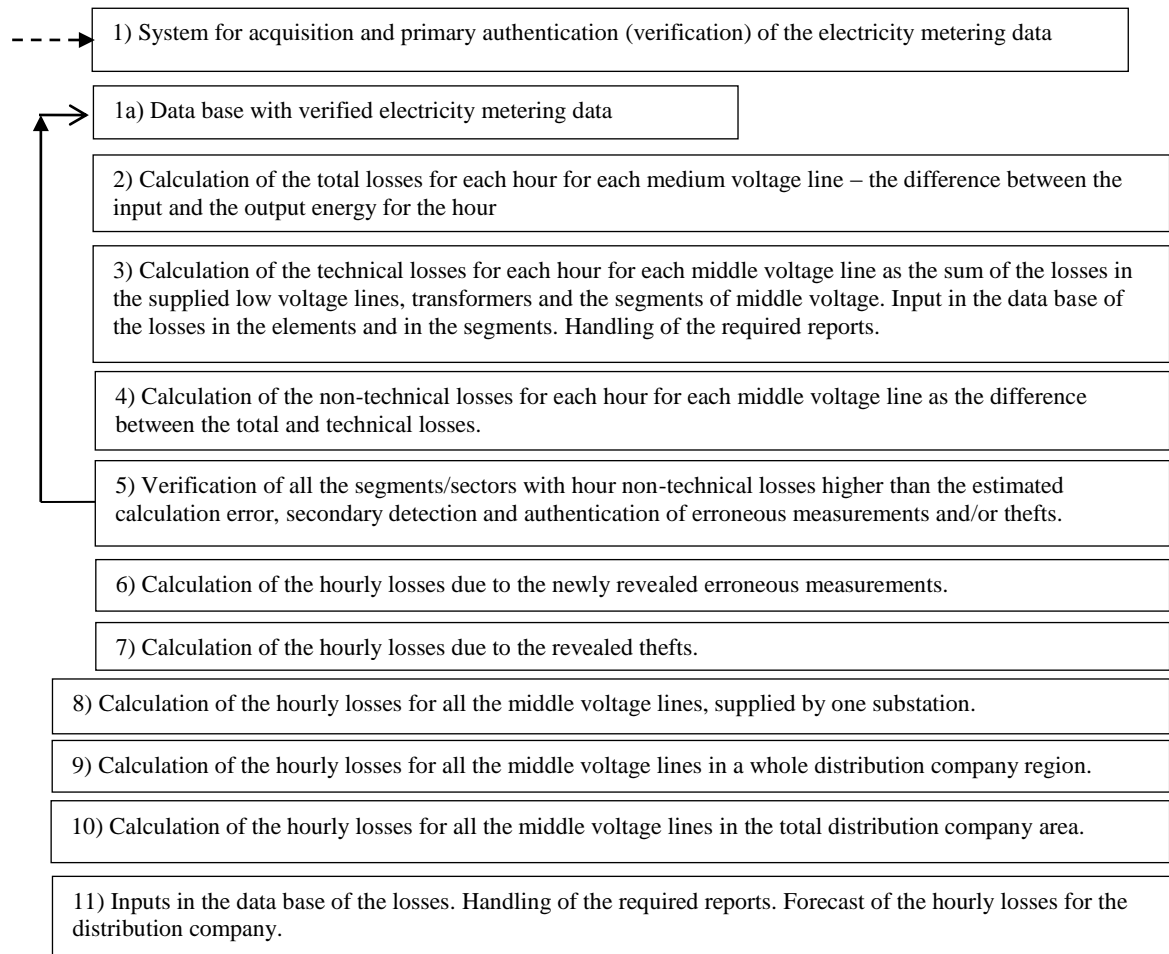 1) System for acquisition and primary authentication (verification) of the electricity metering data
1a) Data base with verified electricity metering data
2) Calculation of the total losses for each hour for each medium voltage line – the difference between the
input and the output energy for the hour
3) Calculation of the technical losses for each hour for each middle voltage line as the sum of the losses in
the supplied low voltage lines, transformers and the segments of middle voltage. Input in the data base of
the losses in the elements and in the segments. Handling of the required reports.
4) Calculation of the non-technical losses for each hour for each middle voltage line as the difference
between the total and technical losses.
5) Verification of all the segments/sectors with hour non-technical losses higher than the estimated
calculation error, secondary detection and authentication of erroneous measurements and/or thefts.
6) Calculation of the hourly losses due to the newly revealed erroneous measurements.
7) Calculation of the hourly losses due to the revealed thefts.
8) Calculation of the hourly losses for all the middle voltage lines, supplied by one substation.
9) Calculation of the hourly losses for all the middle voltage lines in a whole distribution company region.
10) Calculation of the hourly losses for all the middle voltage lines in the total distribution company area.
11) Inputs in the data base of the losses. Handling of the required reports. Forecast of the hourly losses for the
distribution company.